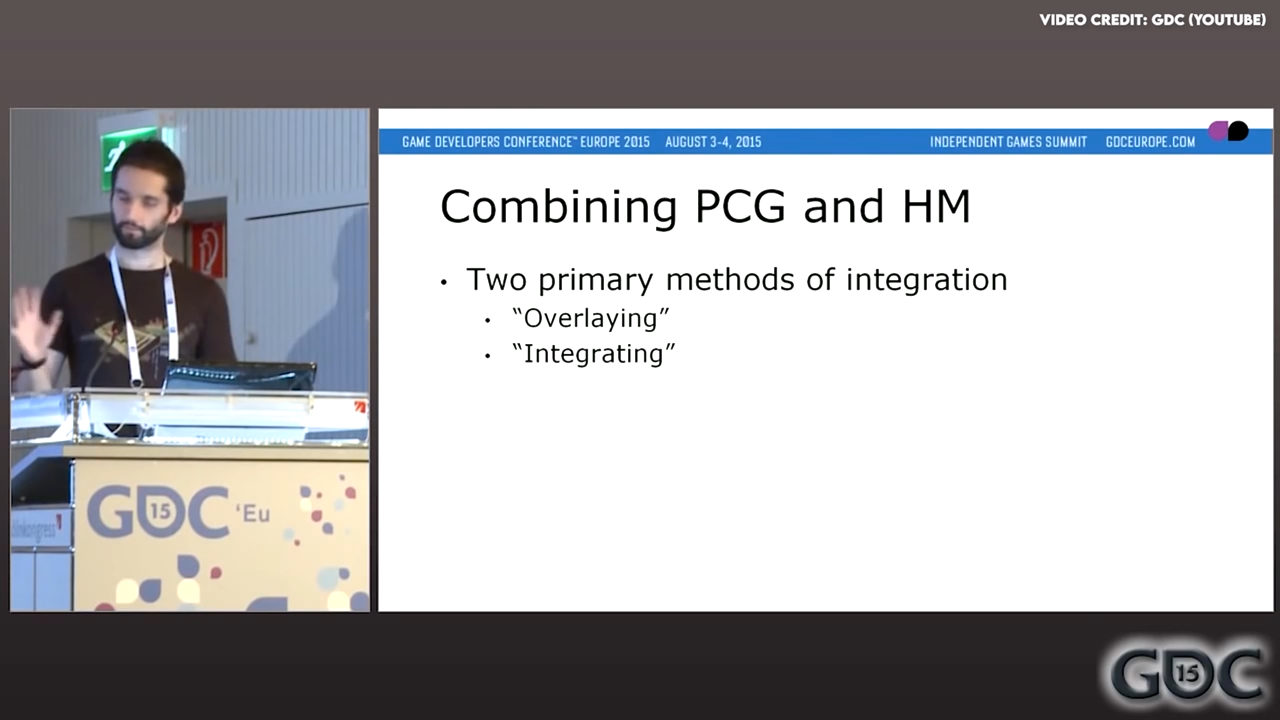 VIDEO CREDIT: GDC (YOUTUBE)
GAME DEVELOPERS CONFERENCE™ EUROPE 2015 AUGUST 3-4, 2015 INDEPENDENT GAMES SUMMIT GDCEUROPE.COM
Combining PCG and HM
• Two primary methods of integration
• “Overlaying”
• “Integrating”
GDC 15 'Eu
GDC 15